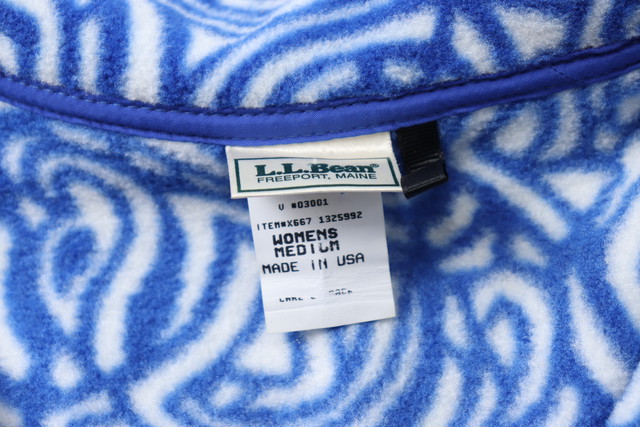 L.L.Bean®
FREEPORT, MAINE
V #03001
ITEM#X667 1325992
WOMENS
MEDIUM
MADE IN USA